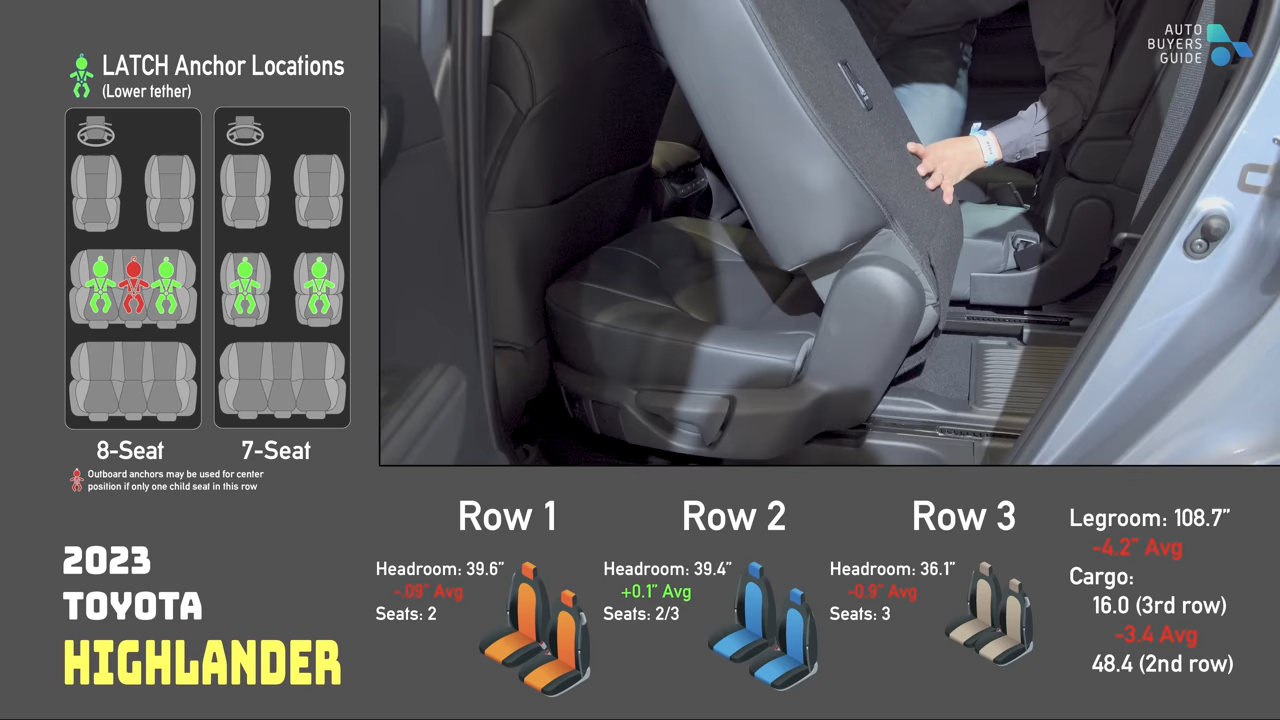 AUTO
BUYERS
GUIDE
LATCH Anchor Locations
(Lower tether)
8-Seat
7-Seat
Outboard anchors may be used for center
position if only one child seat in this row
2023
TOYOTA
HIGHLANDER
Row 1
Headroom: 39.6"
-.09" Avg
Seats: 2
Row 2
Headroom: 39.4"
+0.1" Avg
Seats: 2/3
Row 3
Headroom: 36.1"
-0.9" Avg
Seats: 3
Legroom: 108.7"
-4.2" Avg
Cargo:
16.0 (3rd row)
-3.4 Avg
48.4 (2nd row)